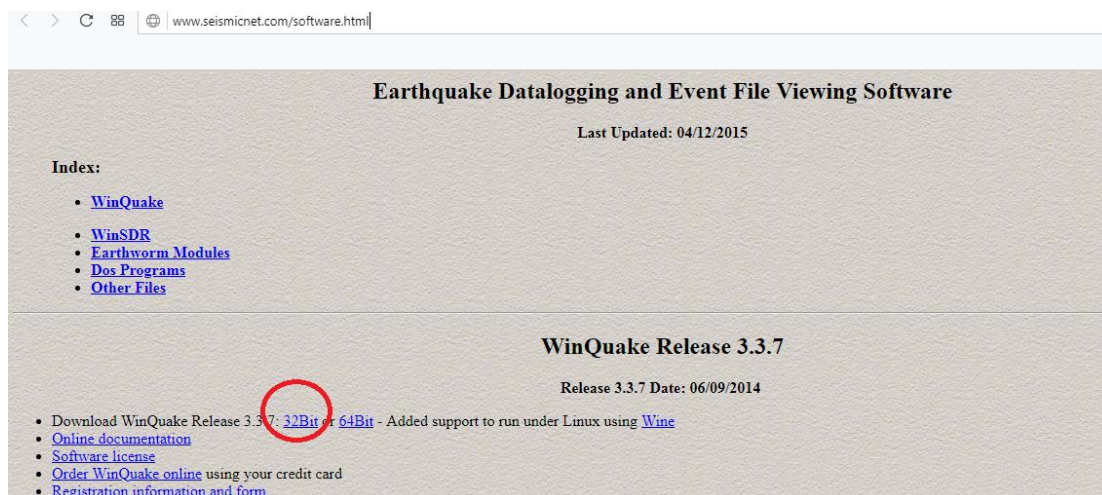 www.seismicnet.com/software.html
Earthquake Datalogging and Event File Viewing Software
Last Updated: 04/12/2015
Index:
WinQuake
WinSDR
Earthworm Modules
Dos Programs
Other Files
WinQuake Release 3.3.7
Release 3.3.7 Date: 06/09/2014
Download WinQuake Release 3.3.7: 32Bit or 64Bit - Added support to run under Linux using Wine
Online documentation
Software license
Order WinQuake online using your credit card
Registration information and form